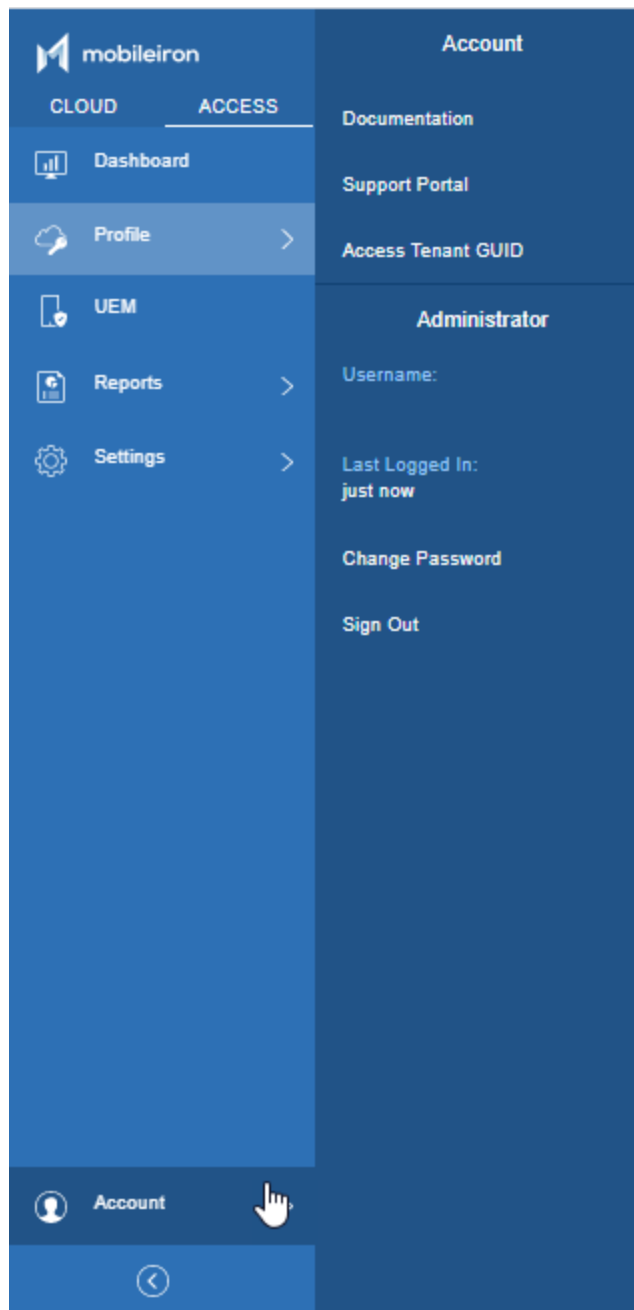 mobileiron
CLOUD ACCESS
Dashboard
Profile
UEM
Reports
Settings
Account
Account
Documentation
Support Portal
Access Tenant GUID
Administrator
Username:
Last Logged In:
just now
Change Password
Sign Out